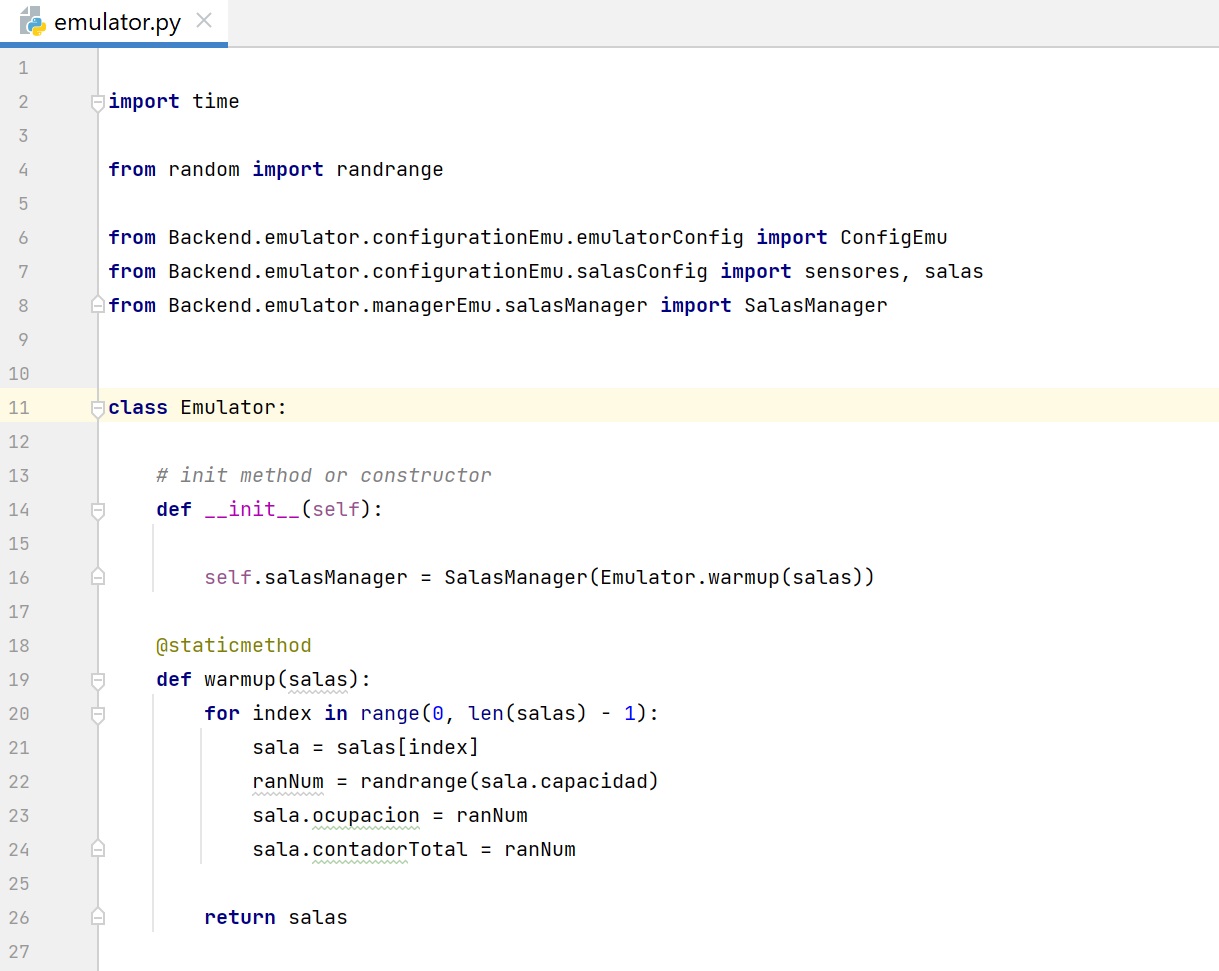 emulator.py
1
2 import time
3
4 from random import randrange
5
6 from Backend.emulator.configurationEmu.emulatorConfig import ConfigEmu
7 from Backend.emulator.configurationEmu.salasConfig import sensores, salas
8 from Backend.emulator.managerEmu.salasManager import SalasManager
9
10
11 class Emulator:
12
13     # init method or constructor
14     def __init__(self):
15
16         self.salasManager = SalasManager(Emulator.warmup(salas))
17
18     @staticmethod
19     def warmup(salas):
20         for index in range(0, len(salas) - 1):
21             sala = salas[index]
22             ranNum = randrange(sala.capacidad)
23             sala.ocupacion = ranNum
24             sala.contadorTotal = ranNum
25
26         return salas
27